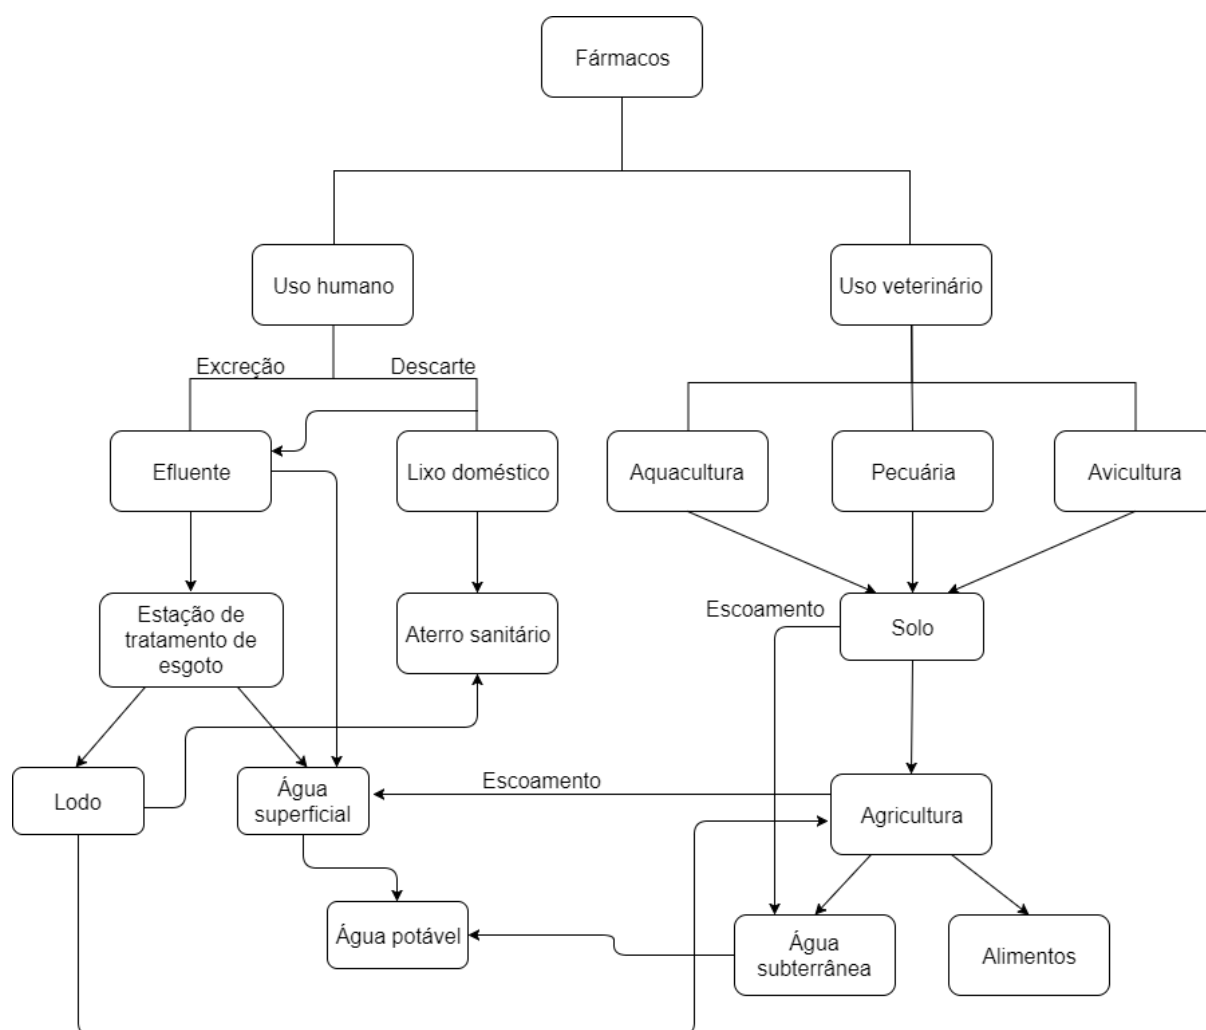 Fármacos
Uso humano
Uso veterinário
Excreção
Descarte
Efluente
Lixo doméstico
Aquacultura
Pecuária
Avicultura
Estação de
tratamento de
esgoto
Aterro sanitário
Escoamento
Solo
Lodo
Água
superficial
Escoamento
Agricultura
Água potável
Água
subterrânea
Alimentos